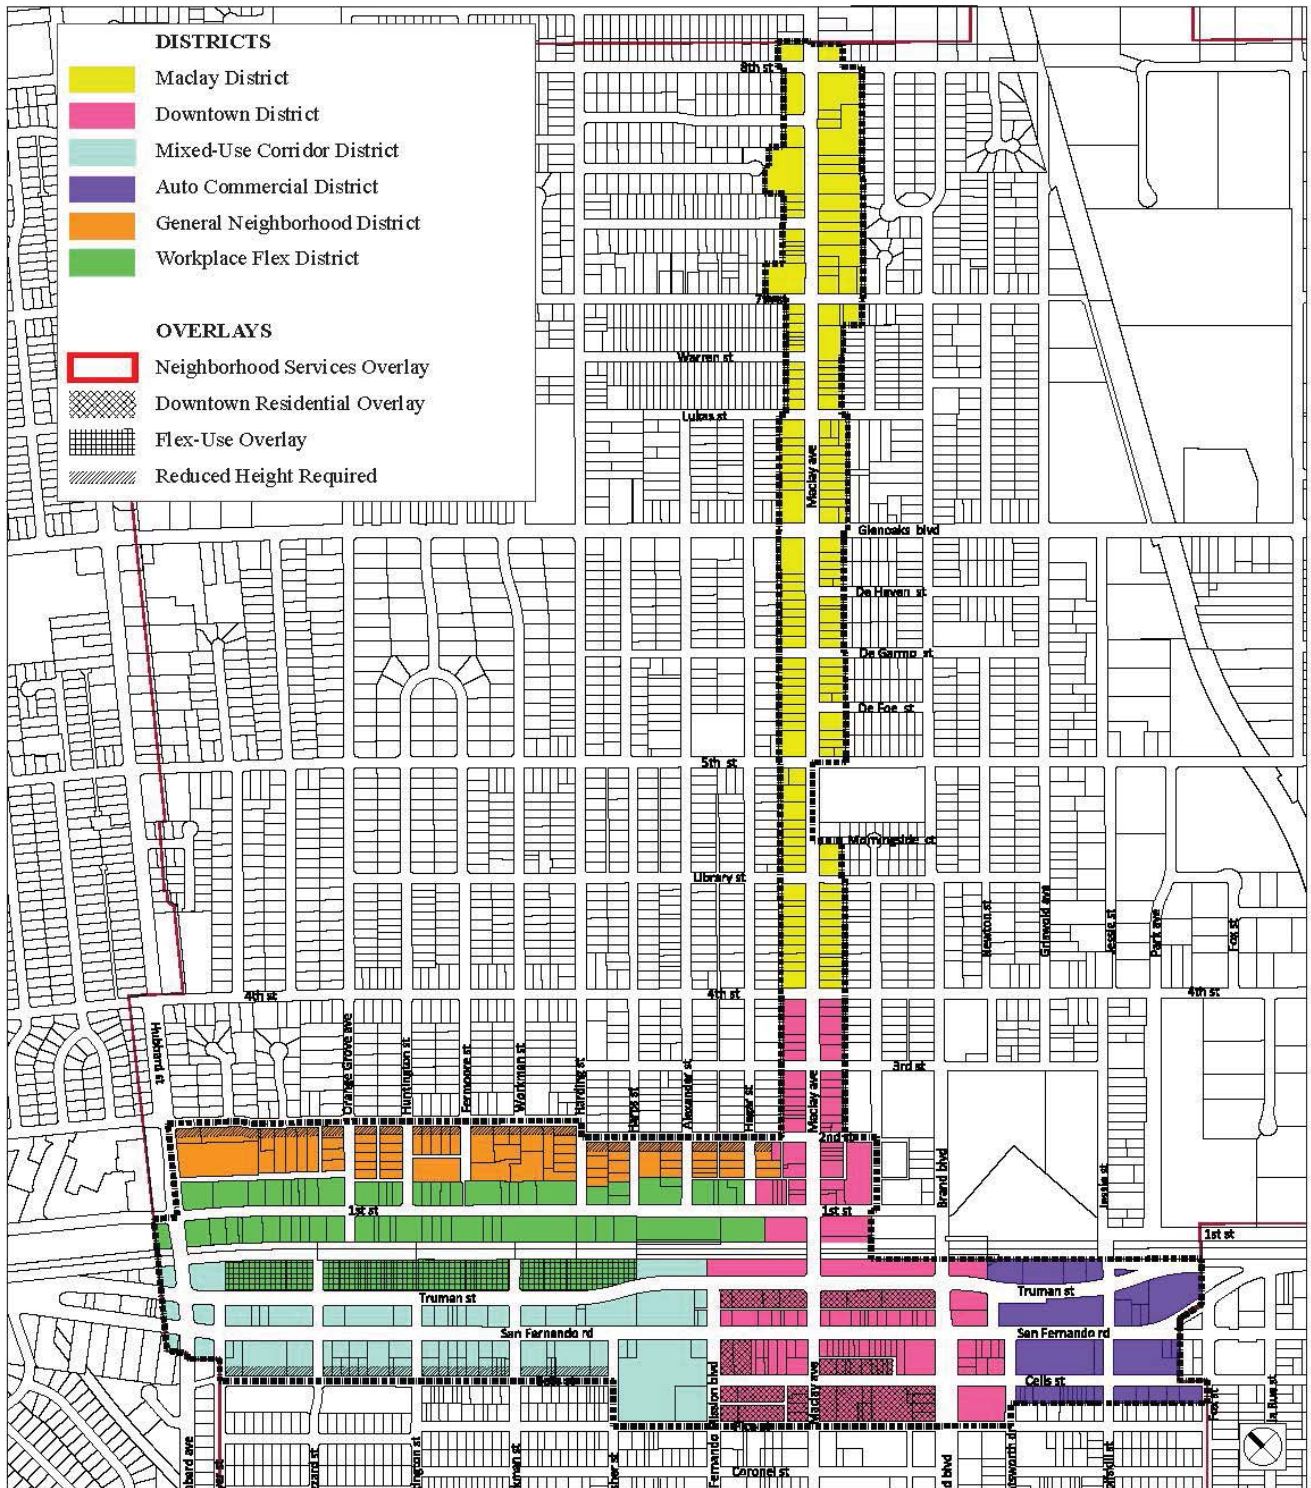 DISTRICTS
Maclay District
Downtown District
Mixed-Use Corridor District
Auto Commercial District
General Neighborhood District
Workplace Flex District
OVERLAYS
Neighborhood Services Overlay
Downtown Residential Overlay
Flex-Use Overlay
Reduced Height Required
8th st
Warren st
Lukas st
Maclay ave
Glenoaks blvd
De Haven st
De Garmo st
De Foe st
5th st
Morningside ct
Library st
Newton st
Griswold ave
Jessie st
Park ave
Fox st
4th st
4th st
4th st
Hubbard st
Orange Grove ave
Huntington st
Fermoore st
Workman st
Harding st
Harps st
Alexander st
Hagar st
Maclay ave
3rd st
2nd st
Brand blvd
Jessie st
1st st
1st st
1st st
Truman st
Truman st
San Fernando rd
San Fernando rd
Celis st
Maclay ave
Fox st
La Rue st
Coronel st